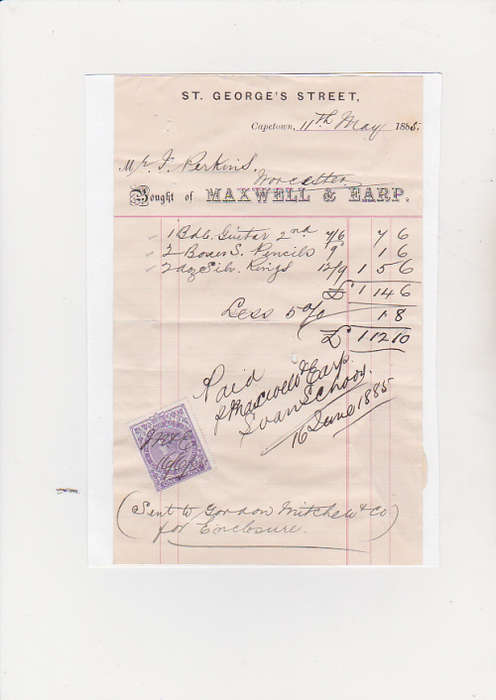 ST. GEORGE'S STREET,
Capetown, 11th May 1885.
Mr J. Perkins,
Worcester
Bought of MAXWELL & EARP.
1 Bdl. Guitar 2nd 7/6 7 6
2 Boxes S. Pencils 9 1 6
2 dz Silv. Rings 12/9 1 5 6
£ 1 14 6
Less 5 o/o 1 8
£ 1 12 10
Paid
Maxwell & Earp
16 June 1885
(Sent to Gordon Mitchell & Co
for Enclosure.)